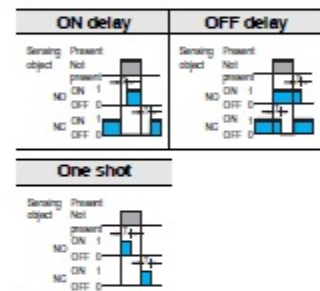 ON delay
OFF delay
Sensing object
Present
Not present
NO
ON 1
OFF 0
NC
ON 1
OFF 0
Sensing object
Present
Not present
NO
ON 1
OFF 0
NC
ON 1
OFF 0
One shot
Sensing object
Present
Not present
NO
ON 1
OFF 0
NC
ON 1
OFF 0